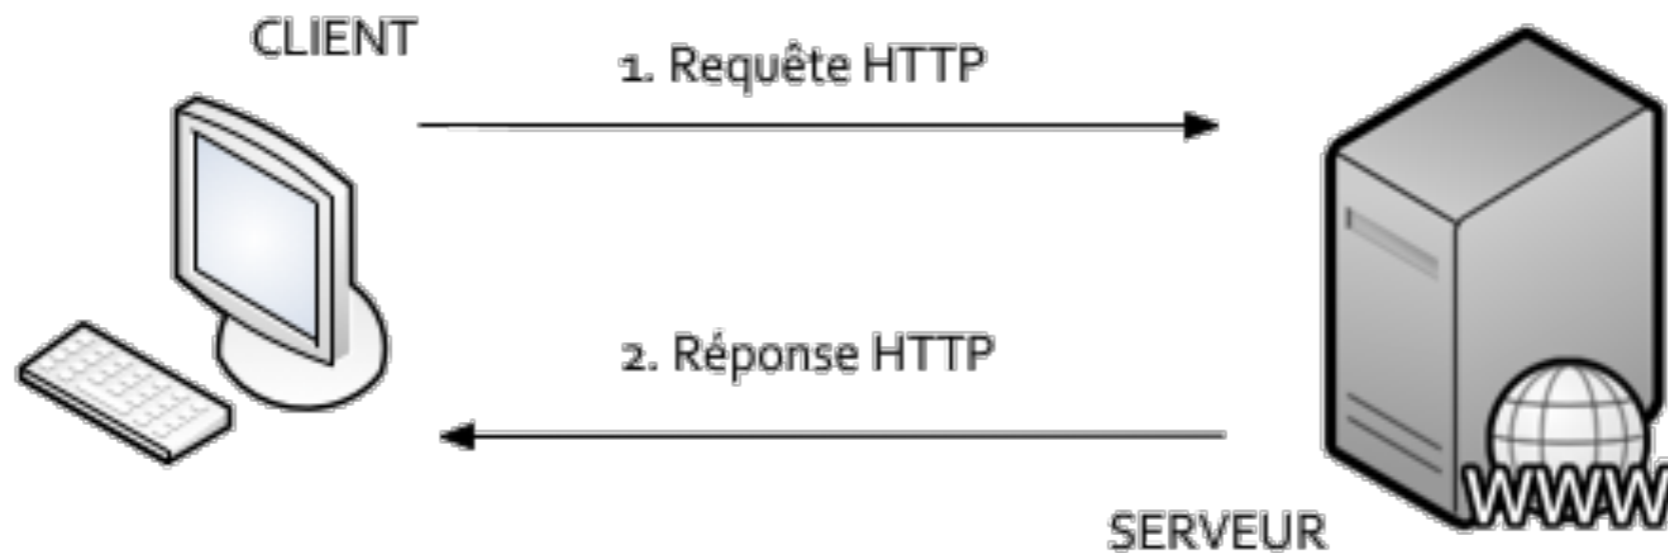 CLIENT
1. Requête HTTP
2. Réponse HTTP
SERVEUR
WWW